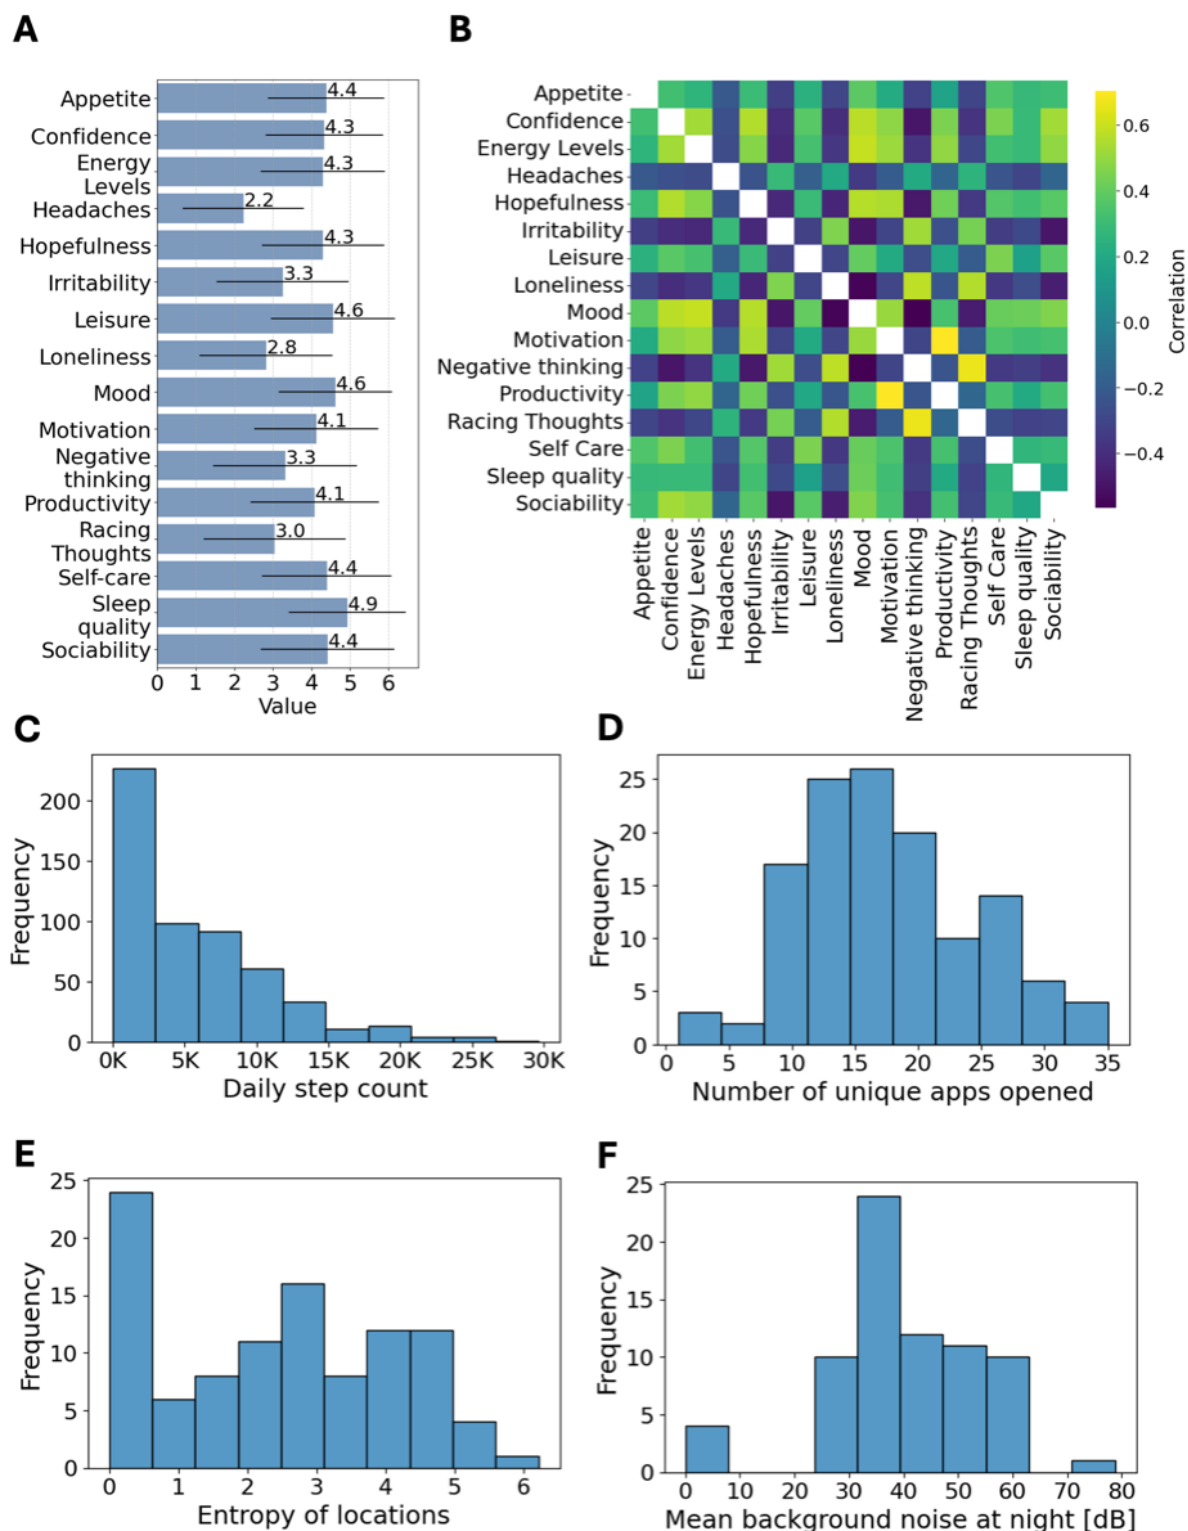 A
Appetite
4.4
Confidence
4.3
Energy
Levels
4.3
Headaches
2.2
Hopefulness
4.3
Irritability
3.3
Leisure
4.6
Loneliness
2.8
Mood
4.6
Motivation
4.1
Negative
thinking
3.3
Productivity
4.1
Racing
Thoughts
3.0
Self-care
4.4
Sleep
quality
4.9
Sociability
4.4
0 1 2 3 4 5 6
Value
B
Appetite
Confidence
Energy Levels
Headaches
Hopefulness
Irritability
Leisure
Loneliness
Mood
Motivation
Negative thinking
Productivity
Racing Thoughts
Self Care
Sleep quality
Sociability
Appetite
Confidence
Energy Levels
Headaches
Hopefulness
Irritability
Leisure
Loneliness
Mood
Motivation
Negative thinking
Productivity
Racing Thoughts
Self Care
Sleep quality
Sociability
0.6
0.4
0.2
0.0
−0.2
−0.4
Correlation
C
Frequency
200
150
100
50
0
0K 5K 10K 15K 20K 25K 30K
Daily step count
D
Frequency
25
20
15
10
5
0
0 5 10 15 20 25 30 35
Number of unique apps opened
E
Frequency
25
20
15
10
5
0
0 1 2 3 4 5 6
Entropy of locations
F
Frequency
25
20
15
10
5
0
0 10 20 30 40 50 60 70 80
Mean background noise at night [dB]